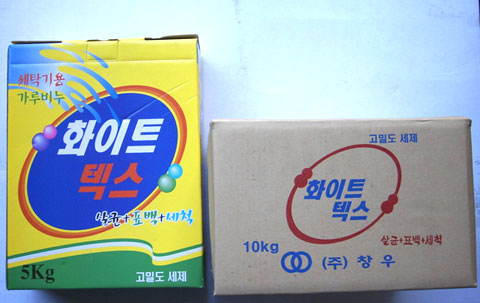 세탁기용
가루비누
화이트
텍스
살균+표백+세척
5Kg
고밀도 세제
고밀도 세제
화이트
텍스
살균+표백+세척
10kg
(주) 창우